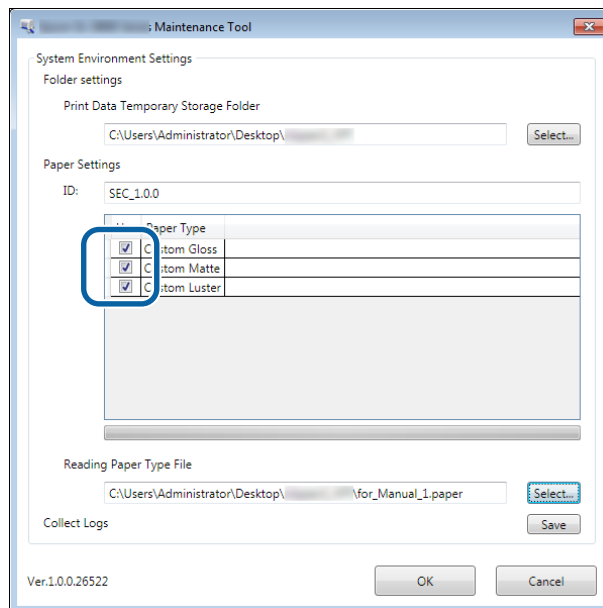 s Maintenance Tool
System Environment Settings
Folder settings
Print Data Temporary Storage Folder
C:\Users\Administrator\Desktop\
Select...
Paper Settings
ID:
SEC_1.0.0
Paper Type
Custom Gloss
Custom Matte
Custom Luster
Reading Paper Type File
C:\Users\Administrator\Desktop\ \for_Manual_1.paper
Select...
Collect Logs
Save
Ver.1.0.0.26522
OK
Cancel